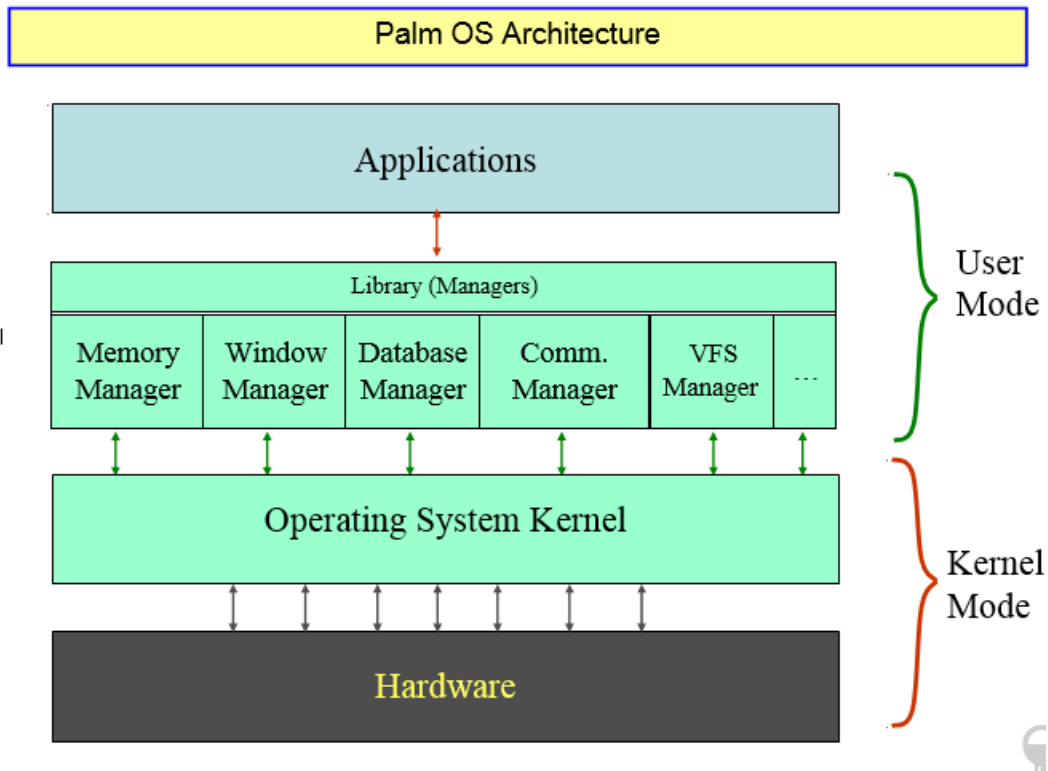 Palm OS Architecture
Applications
Library (Managers)
Memory
Manager
Window
Manager
Database
Manager
Comm.
Manager
VFS
Manager
...
Operating System Kernel
Hardware
User
Mode
Kernel
Mode